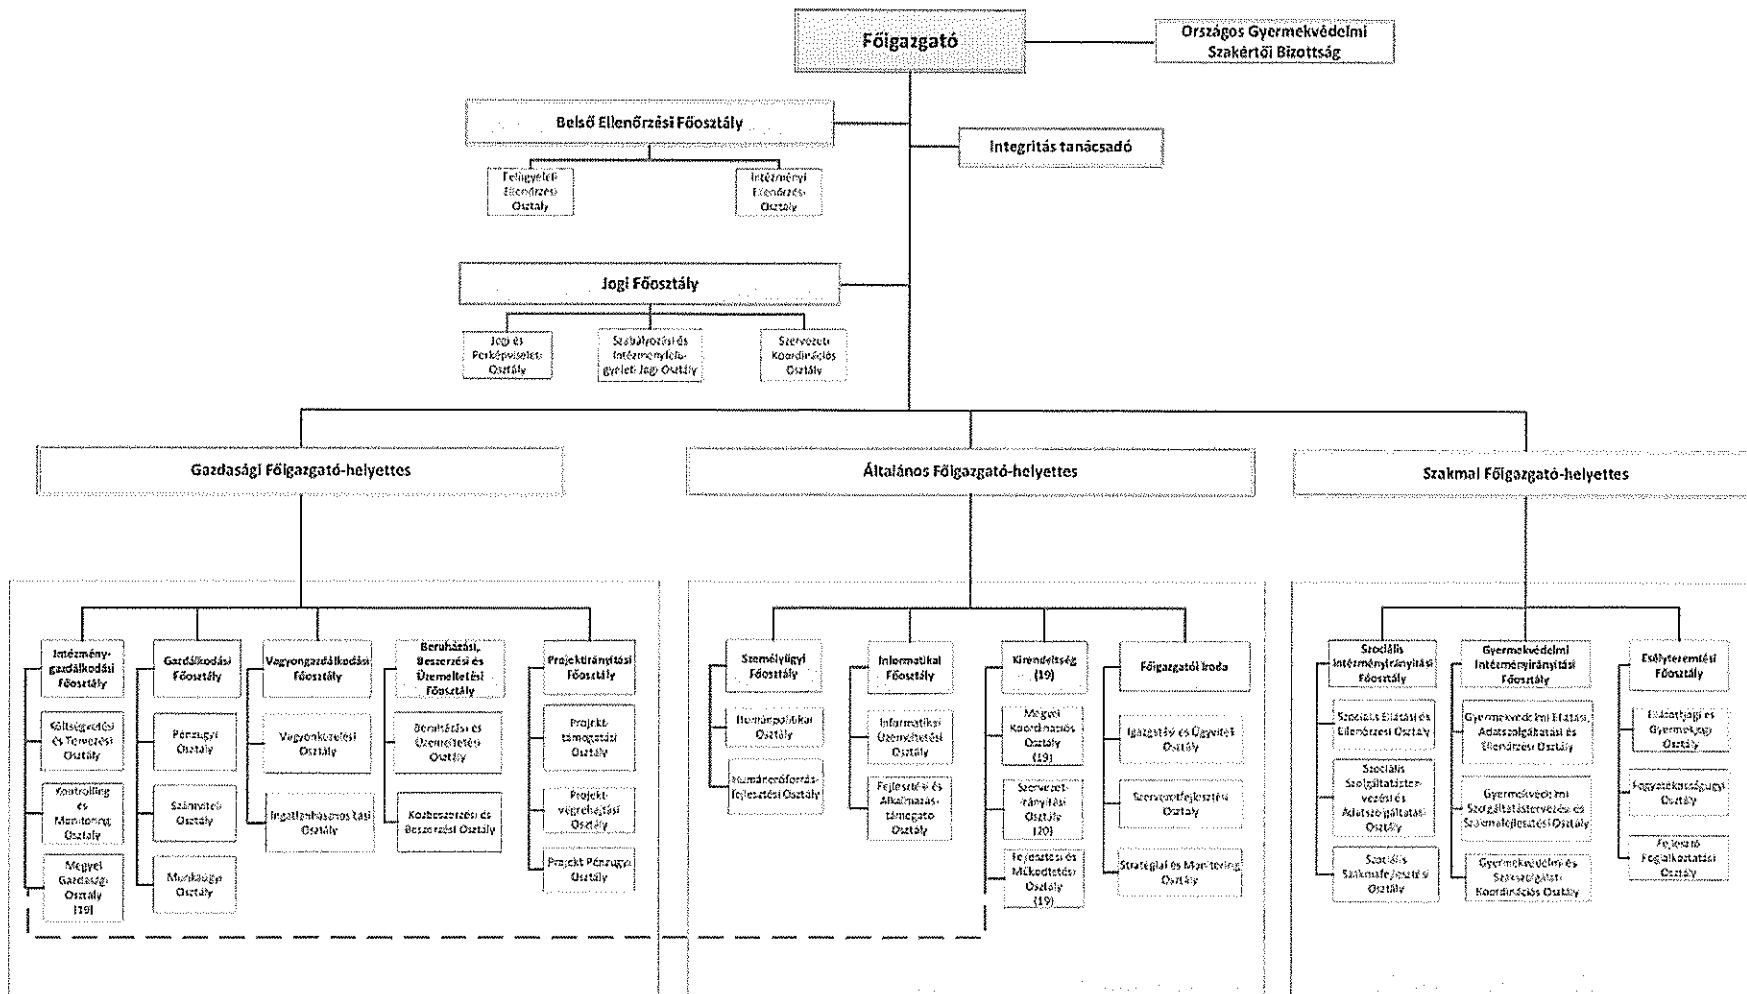 Főigazgató
Országos Gyermekvédelmi
Szakértői Bizottság
Belső Ellenőrzési Főosztály
Integritás tanácsadó
Felügyeleti
Ellenőrzési
Osztály
Intézményi
Ellenőrzési
Osztály
Jogi Főosztály
Jogi és
Perképviseleti
Osztály
Szabályozási és
Intézményfelü-
gyeleti Jogi Osztály
Szervezeti
Koordinációs
Osztály
Gazdasági Főigazgató-helyettes
Általános Főigazgató-helyettes
Szakmai Főigazgató-helyettes
Intézmény-
gazdálkodási
Főosztály
Költségvetési
és Tervezési
Osztály
Kontrolling
és
Monitoring
Osztály
Megyei
Gazdasági
Osztály
(19)
Gazdálkodási
Főosztály
Pénzügyi
Osztály
Számviteli
Osztály
Munkaügyi
Osztály
Vagyongazdálkodási
Főosztály
Vagyonkezelési
Osztály
Ingatlanhasznosítási
Osztály
Beruházási,
Beszerzési és
Üzemeltetési
Főosztály
Beruházási és
Üzemeltetési
Osztály
Közbeszerzési és
Beszerzési Osztály
Projektirányítási
Főosztály
Projekt-
támogatási
Osztály
Projekt-
végrehajtási
Osztály
Projekt Pénzügyi
Osztály
Személyügyi
Főosztály
Humánpolitikai
Osztály
Humánerőforrás-
fejlesztési Osztály
Informatikai
Főosztály
Informatikai
Üzemeltetési
Osztály
Fejlesztési és
Alkalmazás-
támogató
Osztály
Kirendeltség
(19)
Megyei
Koordinációs
Osztály
(19)
Szervezet-
irányítási
Osztály
(20)
Fejlesztési és
Működtetési
Osztály
(19)
Főigazgatói Iroda
Igazgatási és Ügyviteli
Osztály
Szervezetfejlesztési
Osztály
Stratégiai és Monitoring
Osztály
Szociális
Intézményirányítási
Főosztály
Szociális Ellátási és
Ellenőrzési Osztály
Szociális
Szolgáltatáster-
vezési és
Adatszolgáltatási
Osztály
Szociális
Szakmafejlesztési
Osztály
Gyermekvédelmi
Intézményirányítási
Főosztály
Gyermekvédelmi Ellátási,
Adatszolgáltatási és
Ellenőrzési Osztály
Gyermekvédelmi
Szolgáltatástervezési és
Szakmafejlesztési Osztály
Gyermekvédelmi és
Szakszolgálati
Koordinációs Osztály
Esélyteremtési
Főosztály
Ellátottjogi és
Gyermekjogi
Osztály
Fogyatékosságügyi
Osztály
Fejlesztő
Foglalkoztatási
Osztály